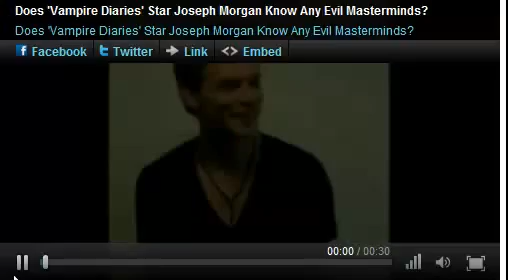 Does 'Vampire Diaries' Star Joseph Morgan Know Any Evil Masterminds?
Does 'Vampire Diaries' Star Joseph Morgan Know Any Evil Masterminds?
Facebook Twitter Link Embed
00:00 / 00:30